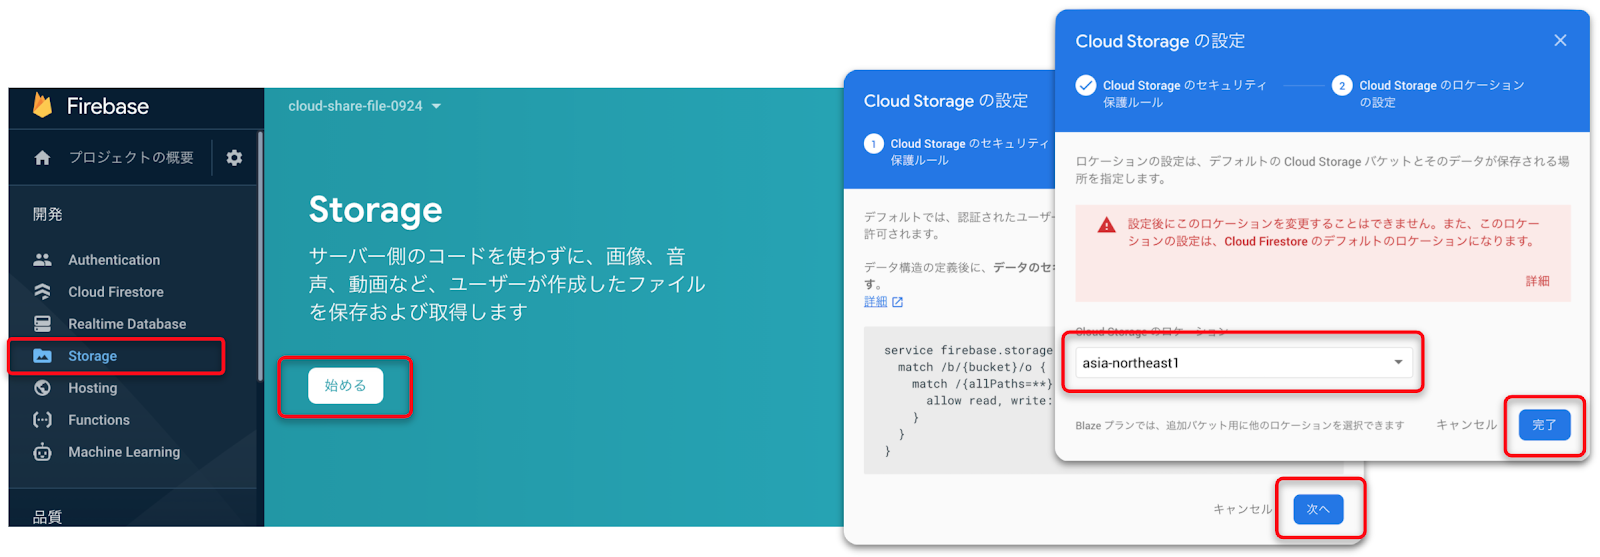 Firebase
プロジェクトの概要
開発
Authentication
Cloud Firestore
Realtime Database
Storage
Hosting
Functions
Machine Learning
品質
cloud-share-file-0924
Storage
サーバー側のコードを使わずに、画像、音
声、動画など、ユーザーが作成したファイル
を保存および取得します
始める
Cloud Storage の設定
1 Cloud Storage のセキュリティ
保護ルール
デフォルトでは、認証されたユーザー
許可されます。
データ構造の定義後に、データのセ
す。
詳細
service firebase.storage
match /b/{bucket}/o {
match /{allPaths=**}
allow read, write:
}
}
}
キャンセル 次へ
Cloud Storage の設定
Cloud Storage のセキュリティ
保護ルール
2 Cloud Storage のロケーション
の設定
ロケーションの設定は、デフォルトの Cloud Storage バケットとそのデータが保存される場
所を指定します。
設定後にこのロケーションを変更することはできません。また、このロケー
ションの設定は、Cloud Firestore のデフォルトのロケーションになります。
詳細
Cloud Storage のロケーション
asia-northeast1
Blaze プランでは、追加バケット用に他のロケーションを選択できます
キャンセル 完了